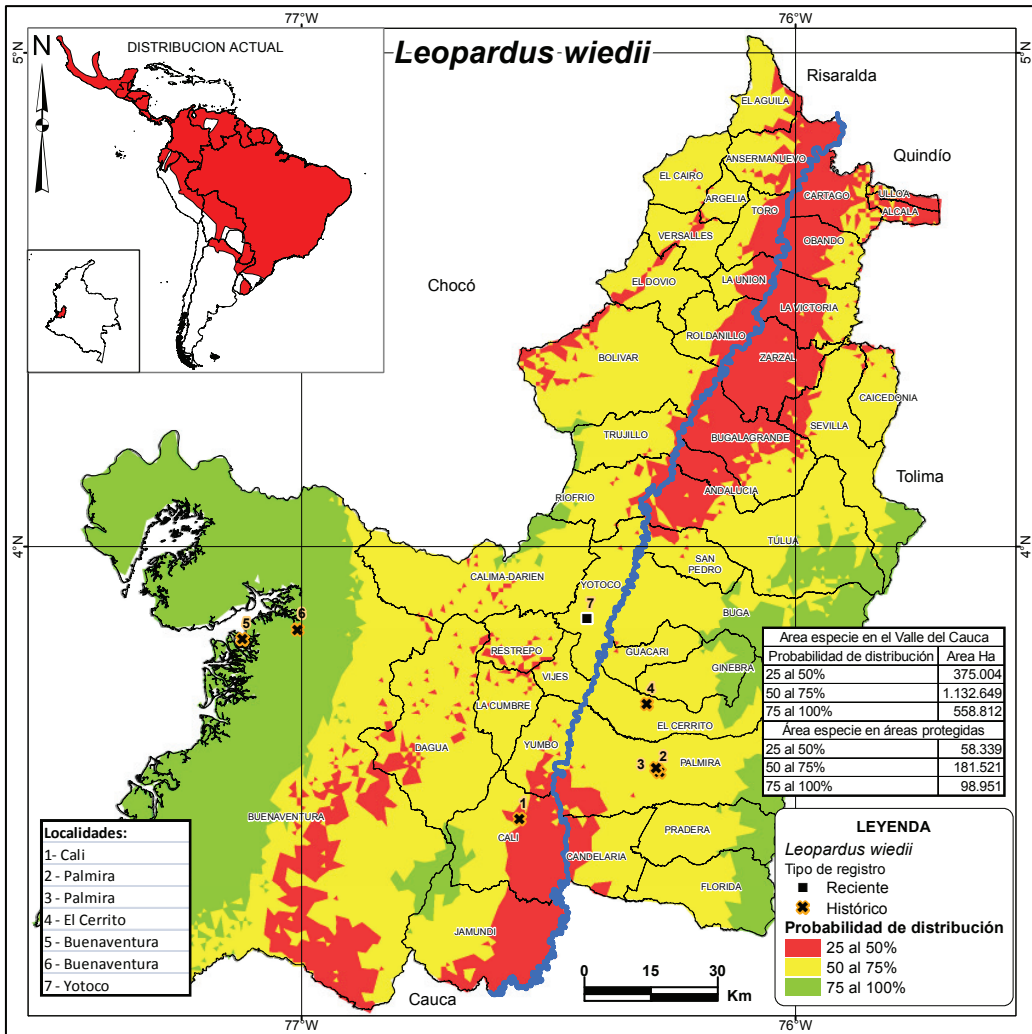 77°W
76°W
5°N
5°N
N
DISTRIBUCION ACTUAL
Leopardus wiedii
Risaralda
EL AGUILA
Quindío
ANSERMANUEVO
EL CAIRO
ULLOA
CARTAGO
ARGELIA
ALCALA
TORO
VERSALLES
OBANDO
Chocó
EL DOVIO
LA UNION
LA VICTORIA
ROLDANILLO
BOLIVAR
ZARZAL
CAICEDONIA
SEVILLA
TRUJILLO
BUGALAGRANDE
Tolima
ANDALUCIA
RIOFRIO
4°N
4°N
TÚLUA
SAN
PEDRO
CALIMA-DARIEN
YOTOCO
7
BUGA
6
5
RESTREPO
GUACARI
GINEBRA
VIJES
4
LA CUMBRE
EL CERRITO
DAGUA
YUMBO
3
2
PALMIRA
1
BUENAVENTURA
CALI
PRADERA
CANDELARIA
FLORIDA
JAMUNDI
Cauca
Area especie en el Valle del Cauca
Probabilidad de distribución Area Ha
25 al 50% 375.004
50 al 75% 1.132.649
75 al 100% 558.812
Área especie en áreas protegidas
25 al 50% 58.339
50 al 75% 181.521
75 al 100% 98.951
Localidades:
1- Cali
2 - Palmira
3 - Palmira
4 - El Cerrito
5 - Buenaventura
6 - Buenaventura
7 - Yotoco
LEYENDA
Leopardus wiedii
Tipo de registro
Reciente
Histórico
Probabilidad de distribución
25 al 50%
50 al 75%
75 al 100%
0 15 30
Km
77°W
76°W